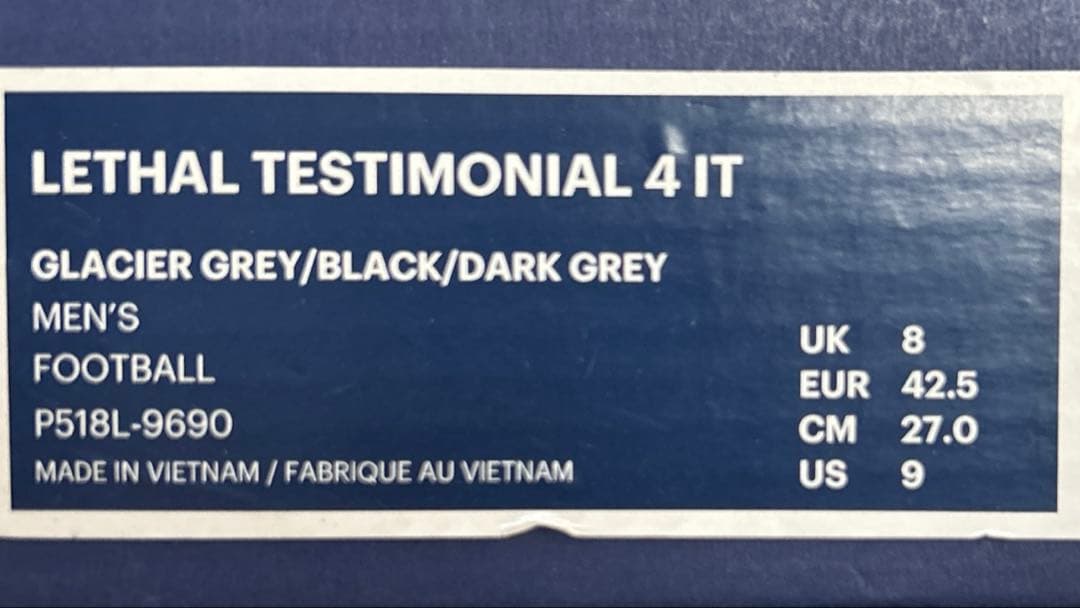 LETHAL TESTIMONIAL 4 IT
GLACIER GREY/BLACK/DARK GREY
MEN'S
FOOTBALL
P518L-9690
MADE IN VIETNAM / FABRIQUE AU VIETNAM
UK 8
EUR 42.5
CM 27.0
US 9